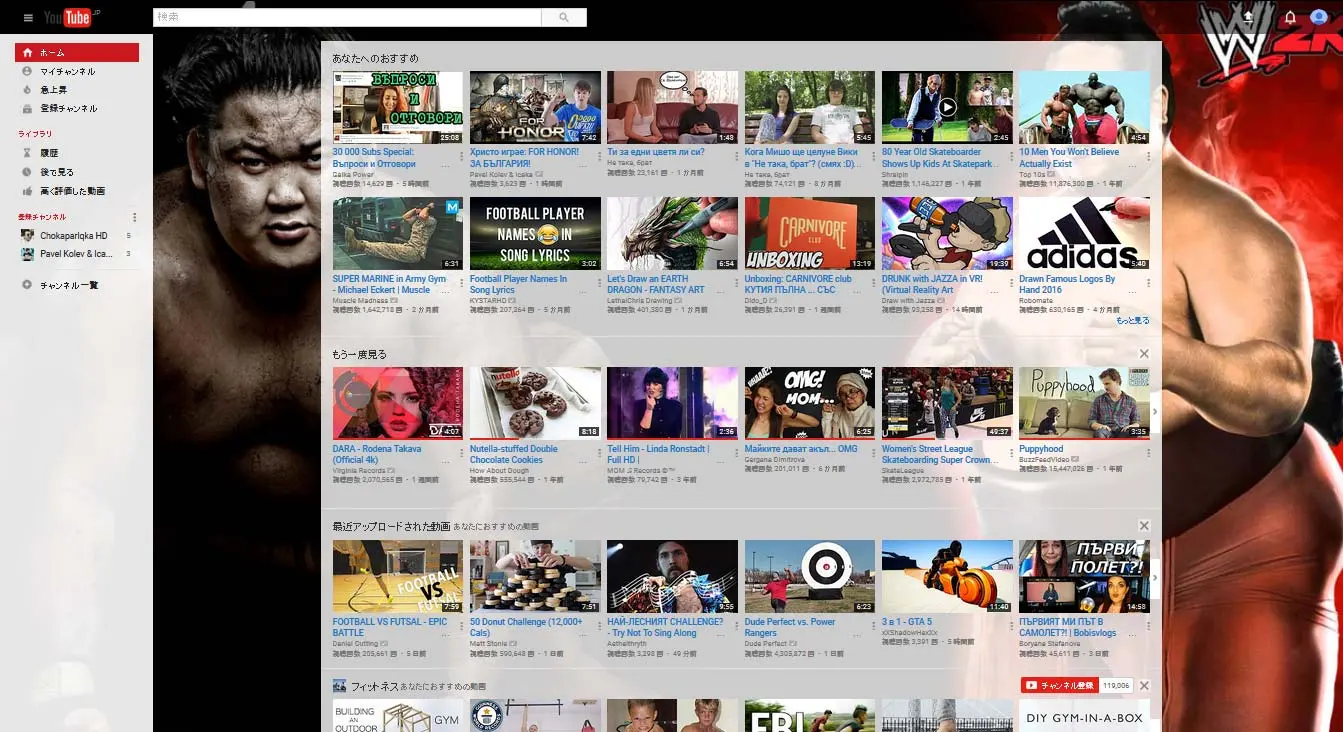 YouTube JP
検索
WWE 2K
ホーム
マイチャンネル
急上昇
登録チャンネル
ライブラリ
履歴
後で見る
高く評価した動画
登録チャンネル
Chokaparlqka HD 5
Pavel Kolev & Ica... 3
チャンネル一覧
あなたへのおすすめ
ВЪПРОСИ И ОТГОВОРИ
25:08
FOR HONOR
7:42
1:48
5:45
2:45
4:54
30 000 Subs Special: Въпроси и Отговори
Geika Power
視聴回数 14,629 回 · 5 時間前
Христо играе: FOR HONOR! ЗА БЪЛГАРИЯ!
Pavel Kolev & Icaka
視聴回数 3,623 回 · 1 時間前
Ти за едни цветя ли си?
Не така, брат
視聴回数 23,161 回 · 1 か月前
Кога Мишо ще целуне Вики в "Не така, брат"? (смях :D)...
Не така, брат
視聴回数 74,121 回 · 8 か月前
80 Year Old Skateboarder Shows Up Kids At Skatepark...
Shralpin
視聴回数 1,146,227 回 · 1 年前
10 Men You Won't Believe Actually Exist
Top 10s
視聴回数 11,876,300 回 · 1 年前
M
6:31
FOOTBALL PLAYER NAMES IN SONG LYRICS
3:02
6:54
CARNIVORE CLUB
UNBOXING
13:19
19:39
adidas
5:40
SUPER MARINE in Army Gym - Michael Eckert | Muscle ...
Muscle Madness
視聴回数 1,642,718 回 · 2 か月前
Football Player Names In Song Lyrics
KYSTARHD
視聴回数 207,264 回 · 5 か月前
Let's Draw an EARTH DRAGON - FANTASY ART ...
LethalChris Drawing
視聴回数 401,380 回 · 1 か月前
Unboxing: CARNIVORE club КУТИЯ ПЪЛНА ... СЪС
Dido_D
視聴回数 26,391 回 · 1 週間前
DRUNK with JAZZA in VR! (Virtual Reality Art ...
Draw with Jazza
視聴回数 93,258 回 · 14 時間前
Drawn Famous Logos By Hand 2016
Robomate
視聴回数 630,165 回 · 4 か月前
もっと見る
もう一度見る
4:07
nutella
8:18
2:36
OMG! MOM...
6:25
49:37
Puppyhood
PURINA
3:35
DARA - Rodena Takava (Official 4k)
Virginia Records
視聴回数 2,070,565 回 · 1 週間前
Nutella-stuffed Double Chocolate Cookies
How About Dough
視聴回数 555,544 回 · 1 年前
Tell Him - Linda Ronstadt | Full HD | ...
MGM ♫ Records ©™
視聴回数 79,742 回 · 3 年前
Майките дават акъл... OMG
Gergana Dimitrova
視聴回数 201,011 回 · 6 か月前
Women's Street League Skateboarding Super Crown...
SkateLeague
視聴回数 2,972,785 回 · 1 年前
Puppyhood
BuzzFeedVideo
視聴回数 15,447,026 回 · 1 年前
最近アップロードされた動画 あなたにおすすめの動画
FOOTBALL VS FUTSAL
7:59
7:51
9:55
6:23
11:40
ПЪРВИ ПОЛЕТ?!
14:58
FOOTBALL VS FUTSAL - EPIC BATTLE
Daniel Cutting
視聴回数 205,661 回 · 5 日前
50 Donut Challenge (12,000+ Cals)
Matt Stonie
視聴回数 590,648 回 · 1 日前
НАЙ-ЛЕСНИЯТ CHALLENGE? - Try Not To Sing Along
Aetheithryth
視聴回数 3,298 回 · 49 分前
Dude Perfect vs. Power Rangers
Dude Perfect
視聴回数 4,305,872 回 · 1 日前
3 в 1 - GTA 5
xXShadowHaxXx
視聴回数 3,391 回 · 5 時間前
ПЪРВИЯТ МИ ПЪТ В САМОЛЕТ?! | Bobisvlogs ...
Boryana Stefanova
視聴回数 45,611 回 · 3 日前
フィットネス あなたにおすすめの動画
チャンネル登録 119,006
BUILDING AN OUTDOOR GYM
GUINNESS WORLD RECORDS
FBI
DIY GYM-IN-A-BOX